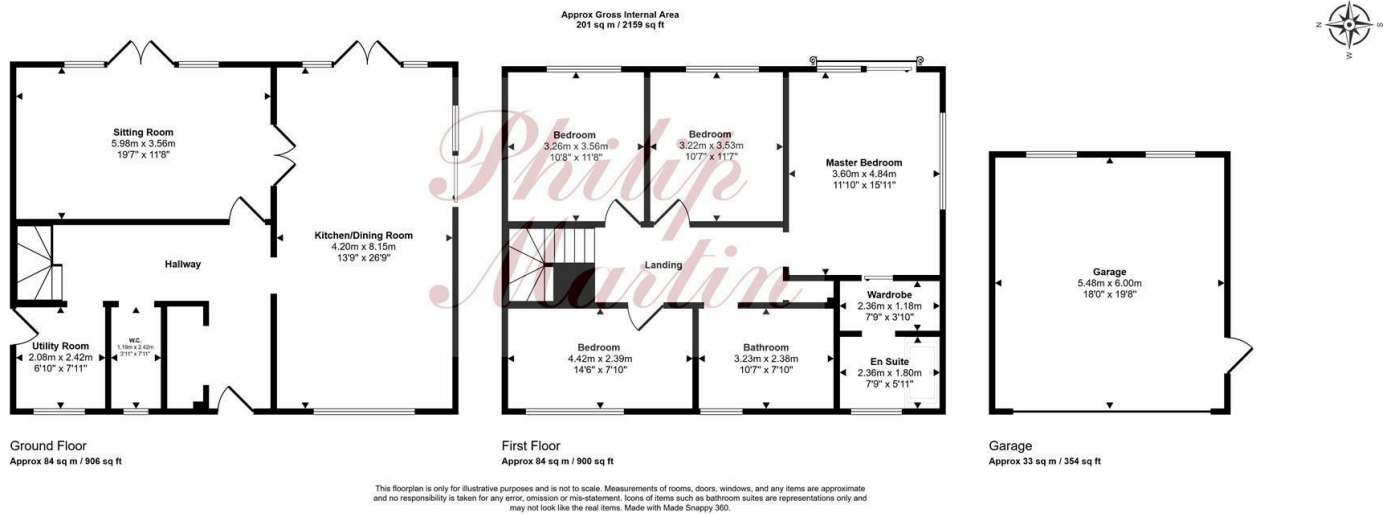 Approx Gross Internal Area
201 sq m / 2159 sq ft
N
S
W
Sitting Room
5.98m x 3.56m
19'7" x 11'8"
Kitchen/Dining Room
4.20m x 8.15m
13'9" x 26'9"
Hallway
Utility Room
2.08m x 2.42m
6'10" x 7'11"
W.C.
1.19m x 2.42m
3'11" x 7'11"
Ground Floor
Approx 84 sq m / 906 sq ft
Bedroom
3.26m x 3.56m
10'8" x 11'8"
Bedroom
3.22m x 3.53m
10'7" x 11'7"
Master Bedroom
3.60m x 4.84m
11'10" x 15'11"
Landing
Wardrobe
2.36m x 1.18m
7'9" x 3'10"
Bedroom
4.42m x 2.39m
14'6" x 7'10"
Bathroom
3.23m x 2.38m
10'7" x 7'10"
En Suite
2.36m x 1.80m
7'9" x 5'11"
First Floor
Approx 84 sq m / 900 sq ft
Garage
5.48m x 6.00m
18'0" x 19'8"
Garage
Approx 33 sq m / 354 sq ft
Philip
Martin
This floorplan is only for illustrative purposes and is not to scale. Measurements of rooms, doors, windows, and any items are approximate
and no responsibility is taken for any error, omission or mis-statement. Icons of items such as bathroom suites are representations only and
may not look like the real items. Made with Made Snappy 360.